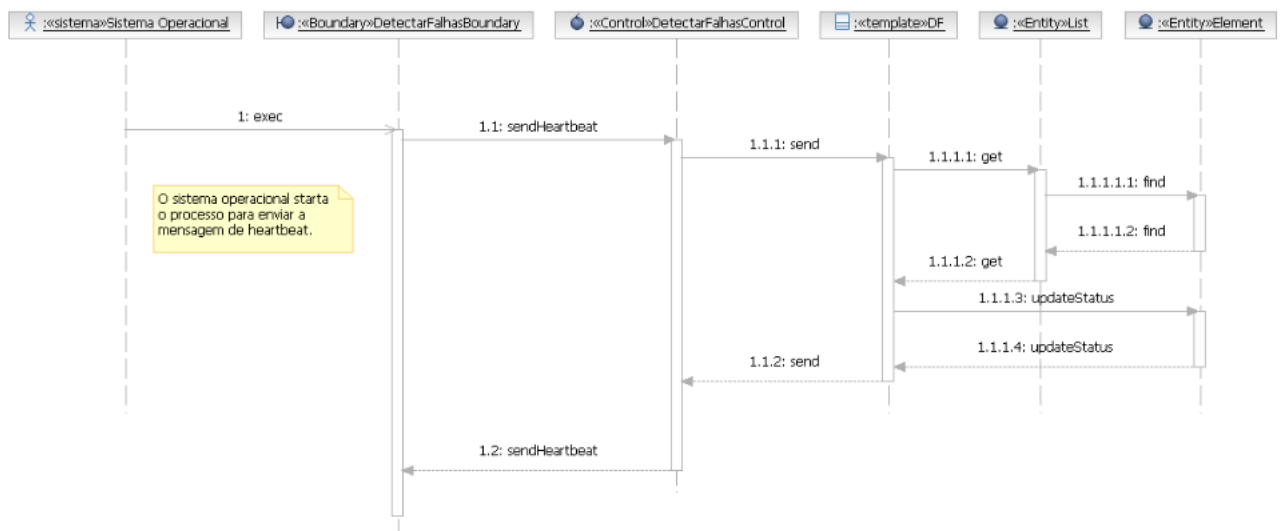 :«sistema»Sistema Operacional
:«Boundary»DetectarFalhasBoundary
:«Control»DetectarFalhasControl
:«template»DF
:«Entity»List
:«Entity»Element
1: exec
1.1: sendHeartbeat
1.1.1: send
1.1.1.1: get
1.1.1.1.1: find
O sistema operacional starta
o processo para enviar a
mensagem de heartbeat.
1.1.1.1.2: find
1.1.1.2: get
1.1.1.3: updateStatus
1.1.1.4: updateStatus
1.1.2: send
1.2: sendHeartbeat